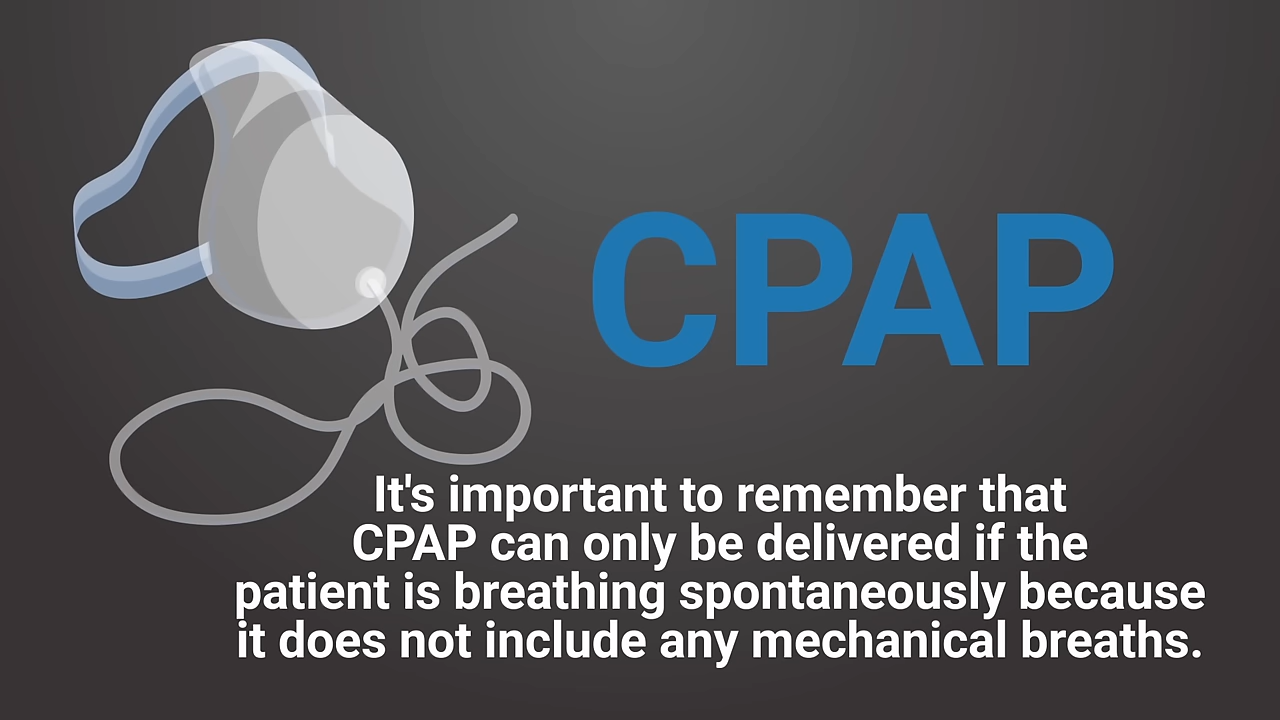 CPAP
It's important to remember that
CPAP can only be delivered if the
patient is breathing spontaneously because
it does not include any mechanical breaths.